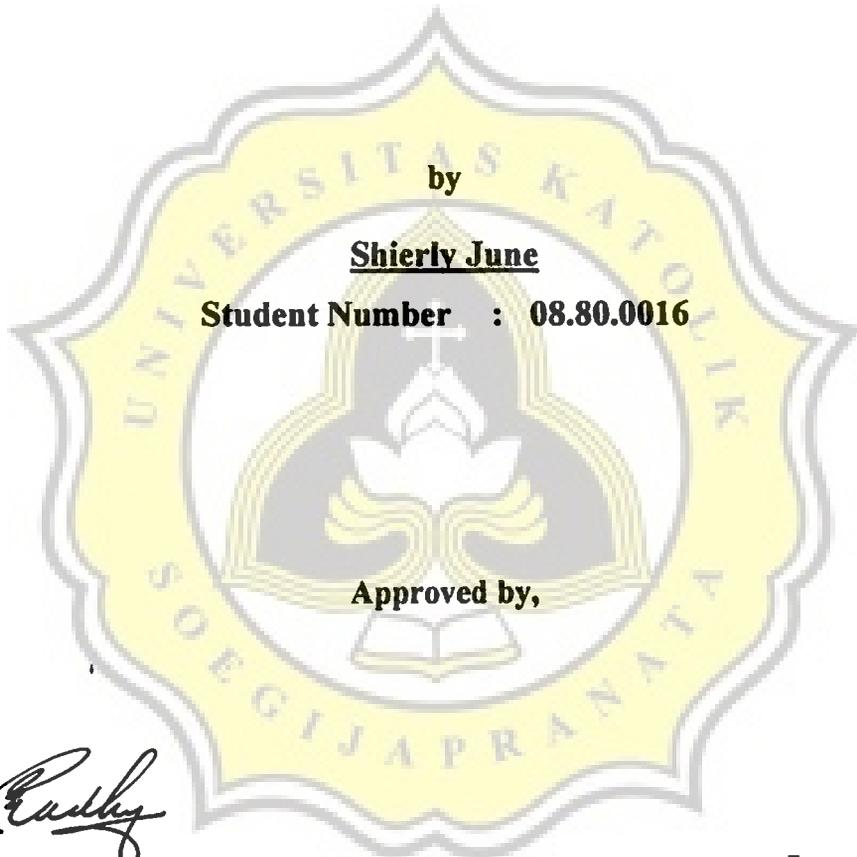 UNIVERSITAS KATOLIK
by
Shierly June
Student Number : 08.80.0016
Approved by,
SOEGIJAPRANATA